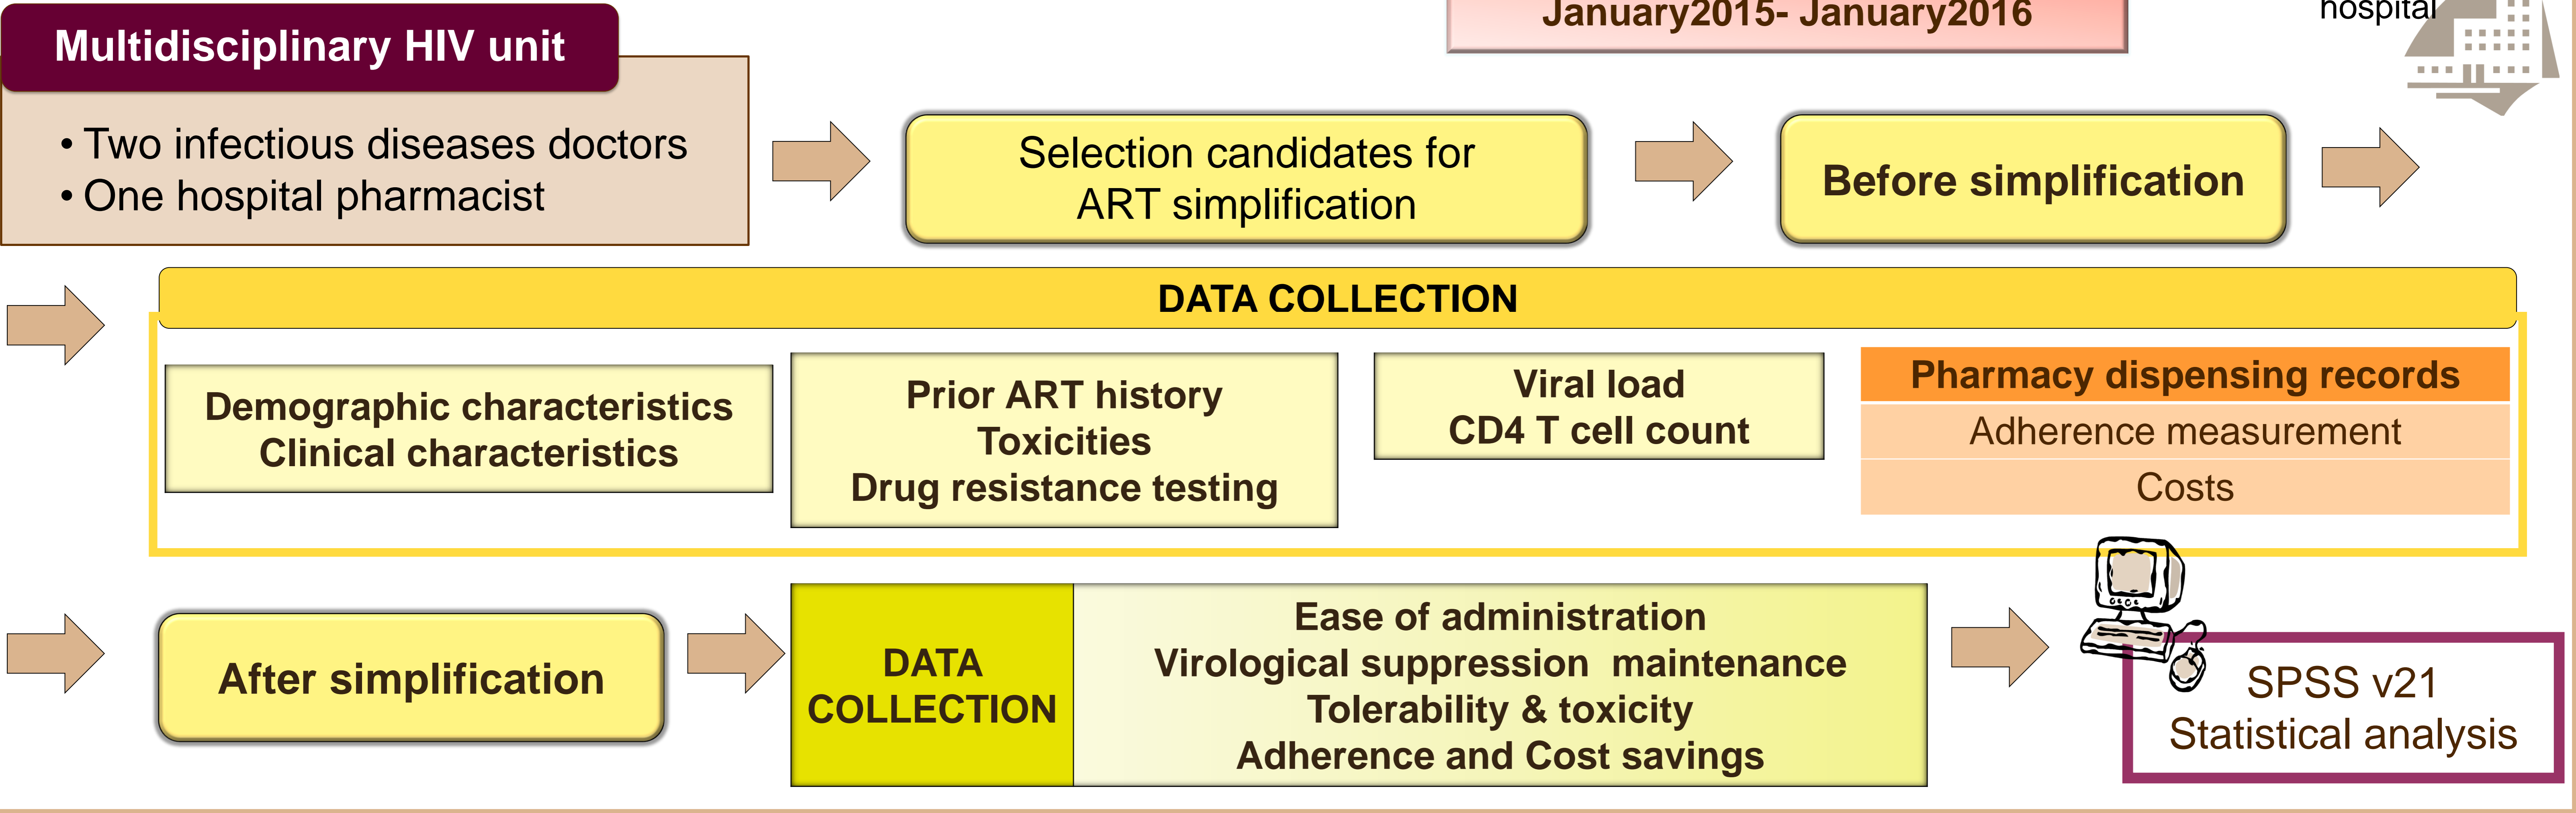 January2015- January2016
hospital
Multidisciplinary HIV unit
• Two infectious diseases doctors
• One hospital pharmacist
Selection candidates for
ART simplification
Before simplification
DATA COLLECTION
Demographic characteristics
Clinical characteristics
Prior ART history
Toxicities
Drug resistance testing
Viral load
CD4 T cell count
Pharmacy dispensing records
Adherence measurement
Costs
After simplification
DATA
COLLECTION
Ease of administration
Virological suppression  maintenance
Tolerability & toxicity
Adherence and Cost savings
SPSS v21
Statistical analysis